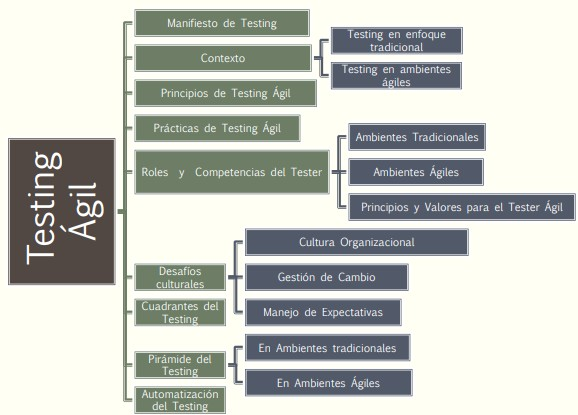 Testing
Ágil
Manifiesto de Testing
Contexto
Testing en enfoque
tradicional
Testing en ambientes
ágiles
Principios de Testing Ágil
Prácticas de Testing Ágil
Roles y Competencias del Tester
Ambientes Tradicionales
Ambientes Ágiles
Principios y Valores para el Tester Ágil
Desafíos
culturales
Cultura Organizacional
Gestión de Cambio
Manejo de Expectativas
Cuadrantes del
Testing
Pirámide del
Testing
En Ambientes tradicionales
En Ambientes Ágiles
Automatización
del Testing